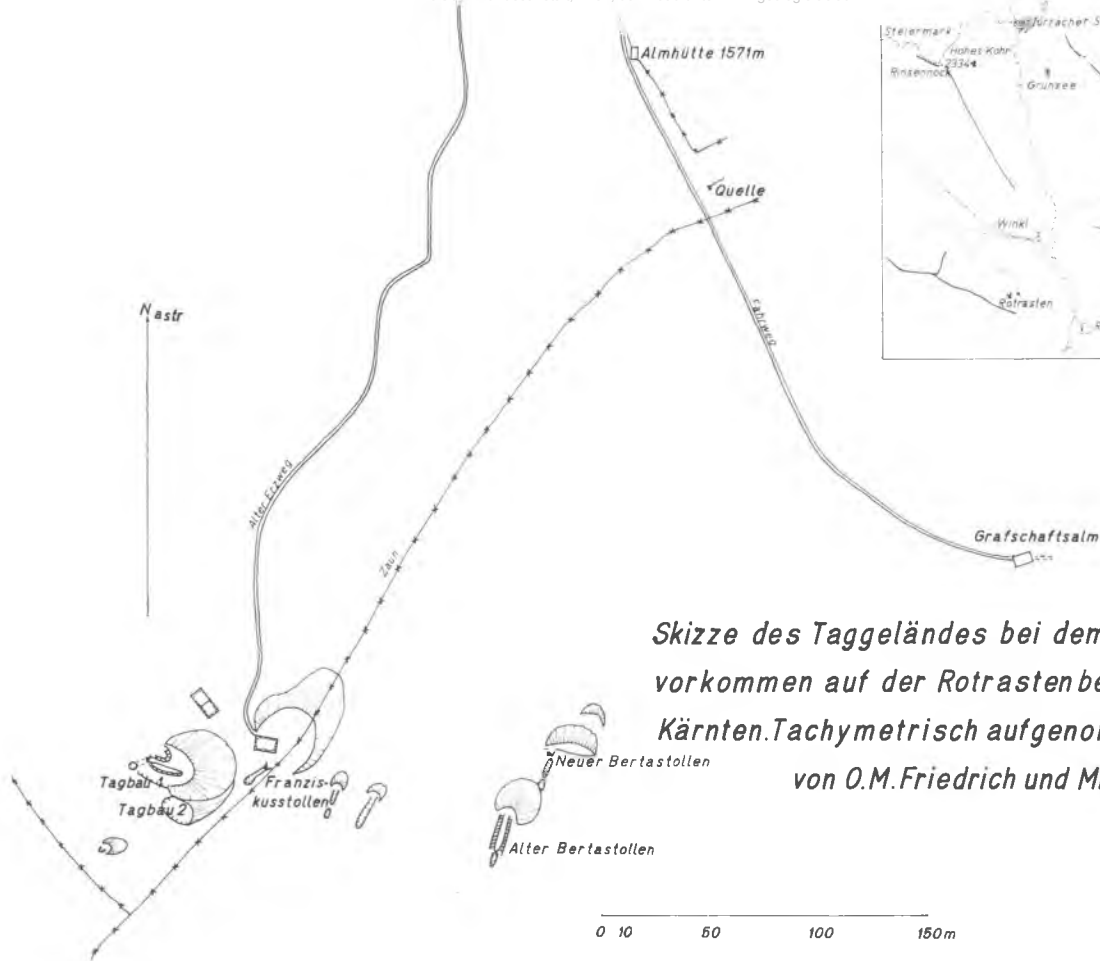 Almhütte 1571m
Steiermark
Hohes Kohr
2334
Rinsennock
Grünsee
Quelle
Winkl
Rotrasten
N astr
Fahrweg
Alter Erzweg
Zaun
Grafschaftsalm
Skizze des Taggeländes bei dem
vorkommen auf der Rotrastenbe
Kärnten.Tachymetrisch aufgeno
von O.M.Friedrich und M
Tagbau 1
Tagbau 2
Franzis-
kusstollen
Neuer Bertastollen
Alter Bertastollen
0 10 50 100 150m